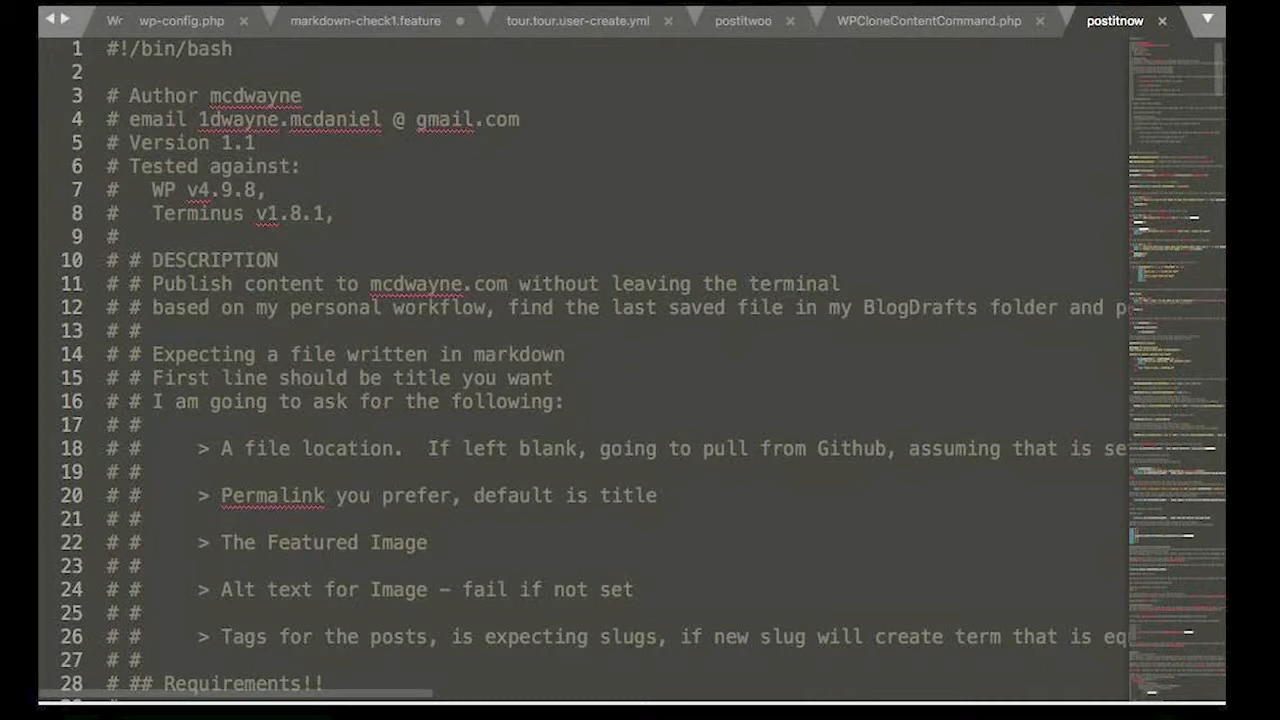 Wr wp-config.php markdown-check1.feature tour.tour.user-create.yml postitwoo WPCloneContentCommand.php postitnow
1 #!/bin/bash
2
3 # Author mcdwayne
4 # email 1dwayne.mcdaniel @ gmail.com
5 # Version 1.1
6 # Tested against:
7 # WP v4.9.8,
8 # Terminus v1.8.1,
9 #
10 # # DESCRIPTION
11 # # Publish content to mcdwayne.com without leaving the terminal
12 # # based on my personal workflow, find the last saved file in my BlogDrafts folder and p
13 # #
14 # # Expecting a file written in markdown
15 # # First line should be title you want
16 # # I am going to ask for the following:
17 # #
18 # # > A file location. If left blank, going to pull from Github, assuming that is se
19 # #
20 # # > Permalink you prefer, default is title
21 # #
22 # # > The Featured Image
23 # #
24 # # > Alt text for Image – fail if not set
25 # #
26 # # > Tags for the posts, is expecting slugs, if new slug will create term that is eq
27 # #
28 # ## Requirements!!